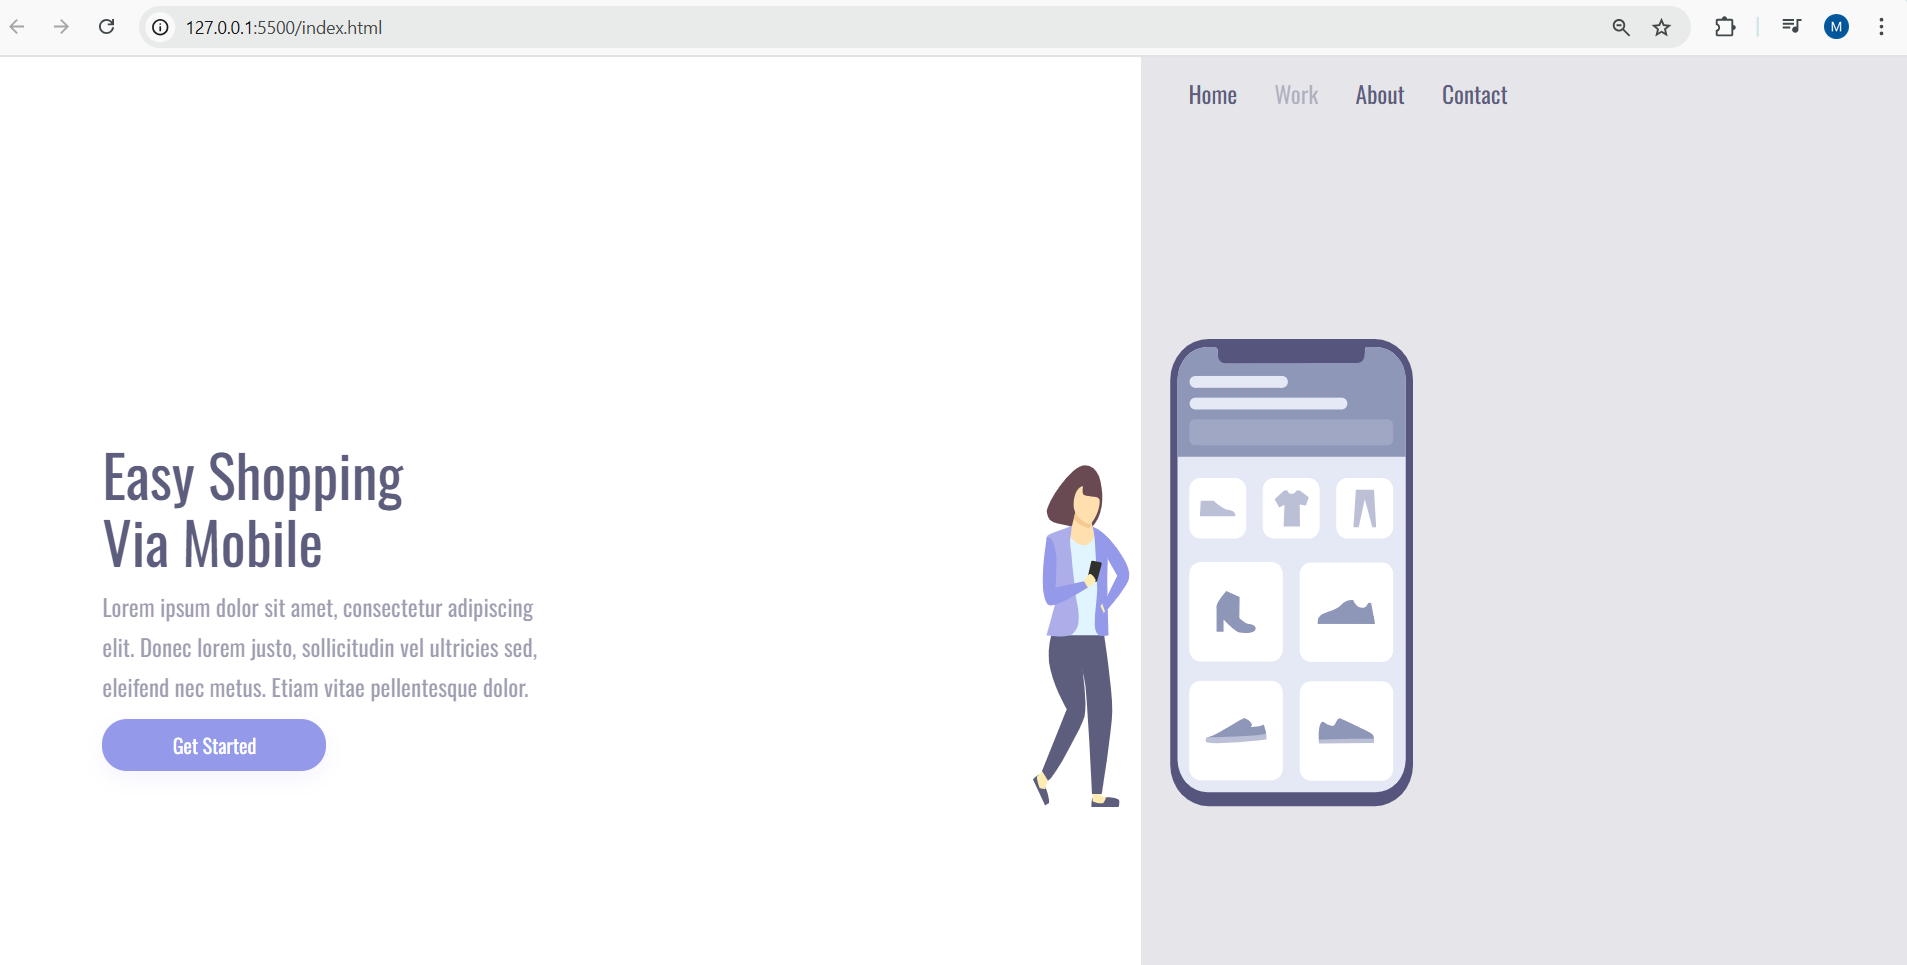 127.0.0.1:5500/index.html
M
Home Work About Contact
Easy Shopping
Via Mobile
Lorem ipsum dolor sit amet, consectetur adipiscing
elit. Donec lorem justo, sollicitudin vel ultricies sed,
eleifend nec metus. Etiam vitae pellentesque dolor.
Get Started